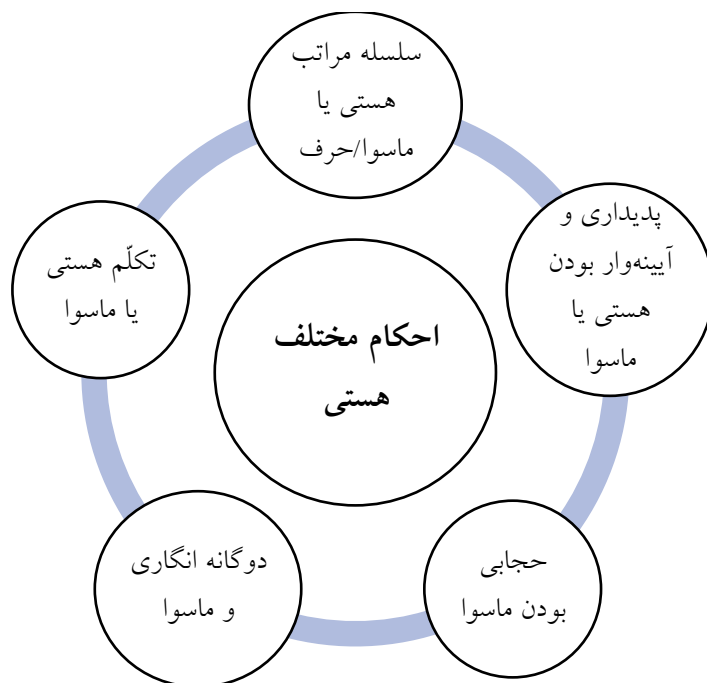 سلسله مراتب
هستی یا
ماسوا/حرف
پدیداری و
آیینه‌وار بودن
هستی یا
ماسوا
تکلّم هستی
یا ماسوا
احکام مختلف
هستی
حجابی
بودن ماسوا
دوگانه انگاری
و ماسوا